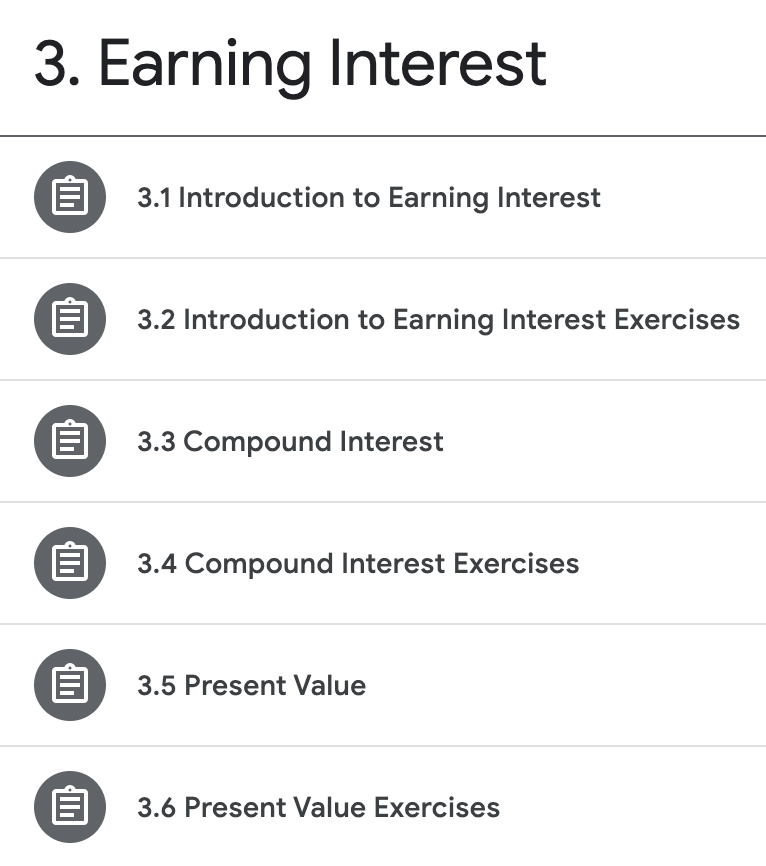 3. Earning Interest
3.1 Introduction to Earning Interest
3.2 Introduction to Earning Interest Exercises
3.3 Compound Interest
3.4 Compound Interest Exercises
3.5 Present Value
3.6 Present Value Exercises